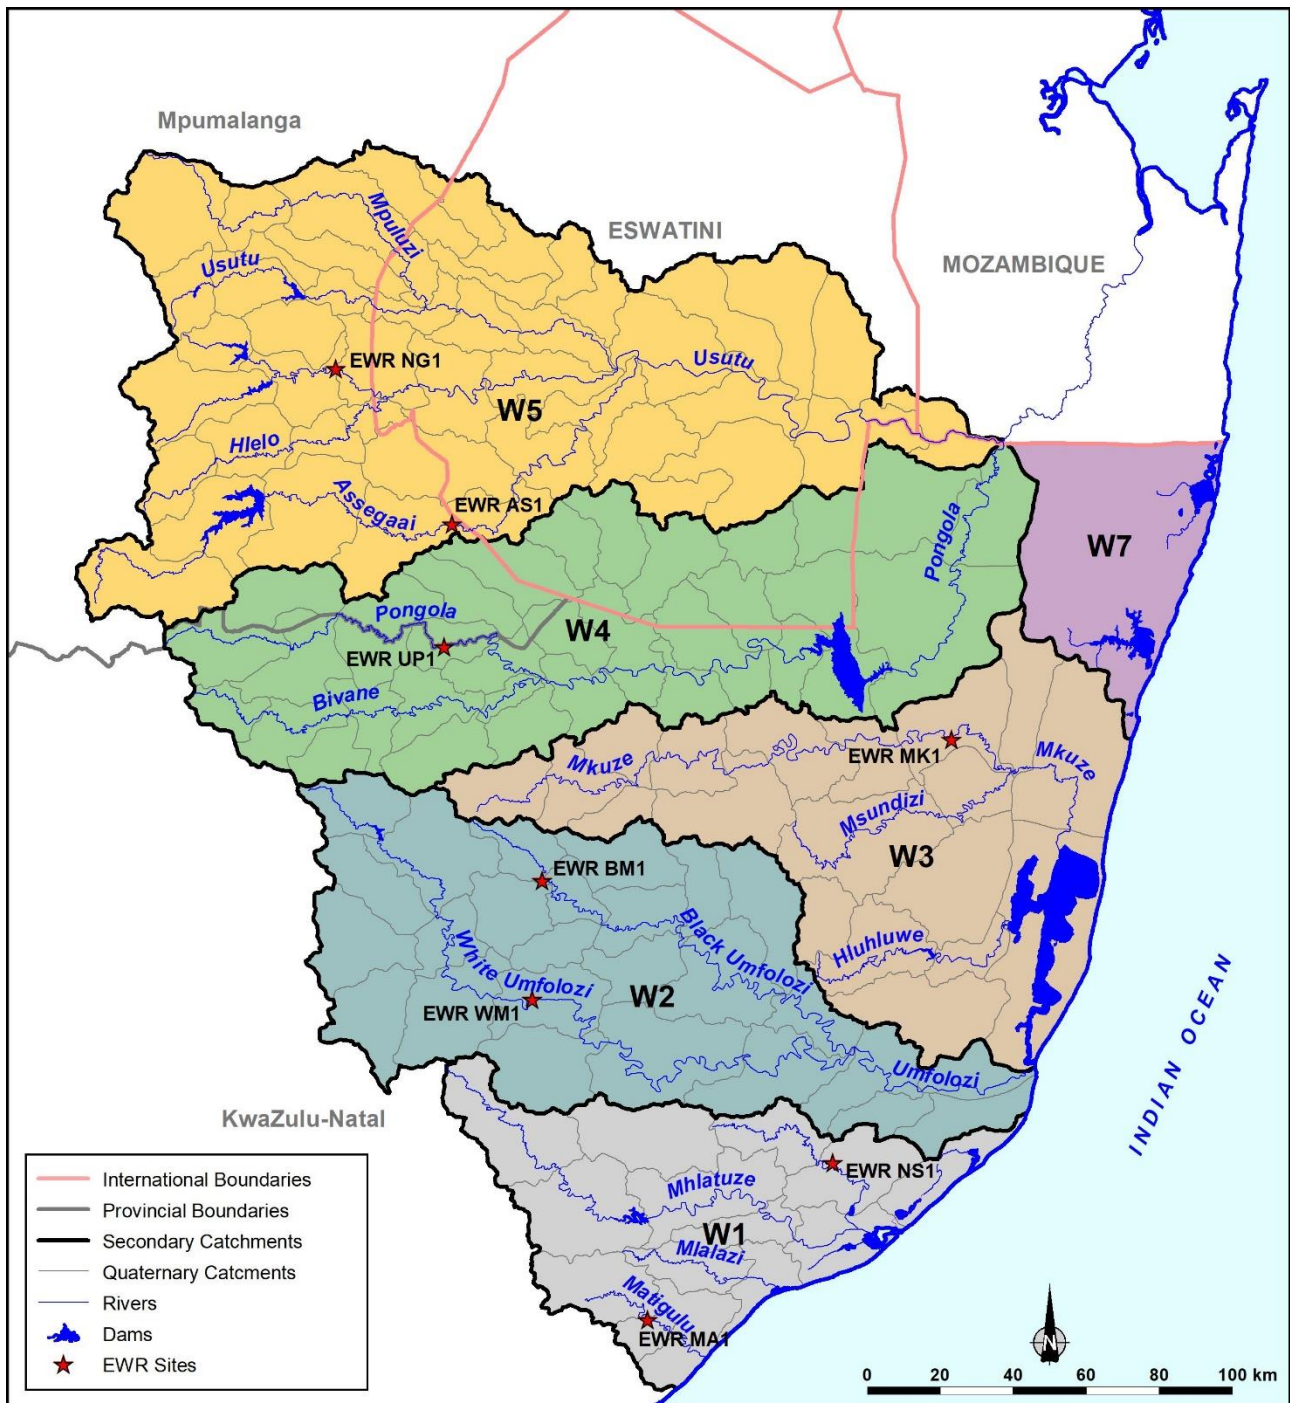 Mpumalanga
ESWATINI
MOZAMBIQUE
Mpuluzi
Usutu
EWR NG1
Usutu
W5
Hlelo
Assegaai
EWR AS1
Pongola
W7
Pongola
W4
EWR UP1
Bivane
EWR MK1
Mkuze
Mkuze
Msundizi
W3
EWR BM1
Black Umfolozi
Hluhluwe
White Umfolozi
W2
EWR WM1
Umfolozi
INDIAN OCEAN
KwaZulu-Natal
EWR NS1
Mhlatuze
W1
Mlalazi
Matigulu
EWR MA1
International Boundaries
Provincial Boundaries
Secondary Catchments
Quaternary Catcments
Rivers
Dams
EWR Sites
N
0 20 40 60 80 100 km